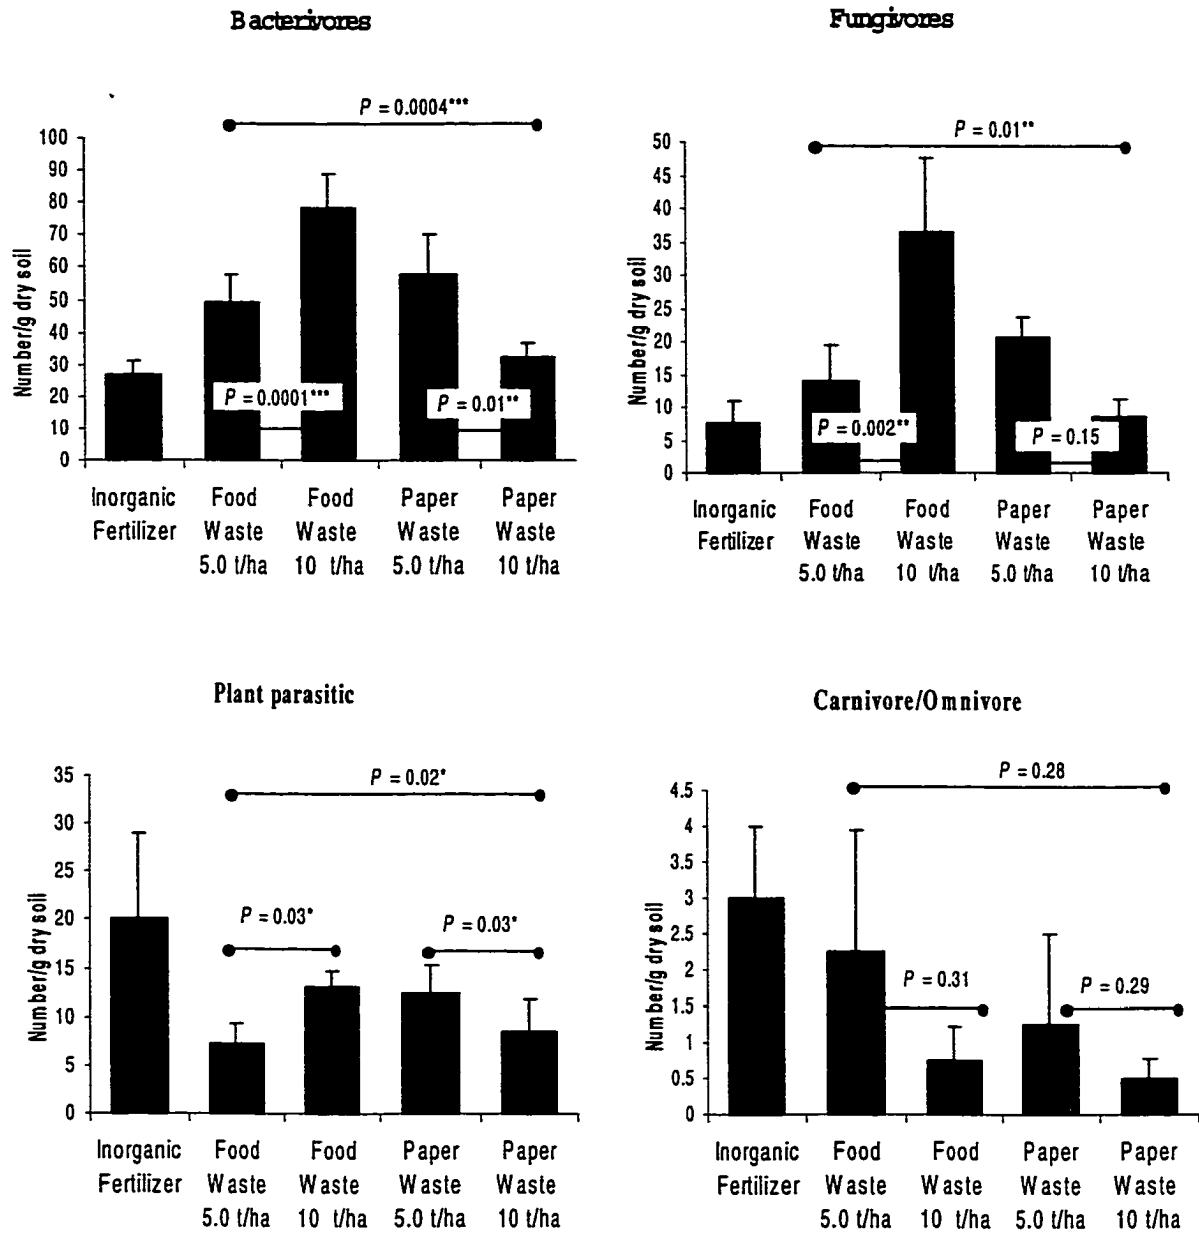 Bacterivores
P = 0.0004***
Number/g dry soil
100
90
80
70
60
50
40
30
20
10
0
P = 0.0001***
P = 0.01**
Inorganic Fertilizer
Food Waste 5.0 t/ha
Food Waste 10 t/ha
Paper Waste 5.0 t/ha
Paper Waste 10 t/ha
Fungivores
P = 0.01**
Number/g dry soil
50
45
40
35
30
25
20
15
10
5
0
P = 0.002**
P = 0.15
Inorganic Fertilizer
Food Waste 5.0 t/ha
Food Waste 10 t/ha
Paper Waste 5.0 t/ha
Paper Waste 10 t/ha
Plant parasitic
P = 0.02*
Number/g dry soil
35
30
25
20
15
10
5
0
P = 0.03*
P = 0.03*
Inorganic Fertilizer
Food Waste 5.0 t/ha
Food Waste 10 t/ha
Paper Waste 5.0 t/ha
Paper Waste 10 t/ha
Carnivore/Omnivore
P = 0.28
Number/g dry soil
4.5
4
3.5
3
2.5
2
1.5
1
0.5
0
P = 0.31
P = 0.29
Inorganic Fertilizer
Food Waste 5.0 t/ha
Food Waste 10 t/ha
Paper Waste 5.0 t/ha
Paper Waste 10 t/ha